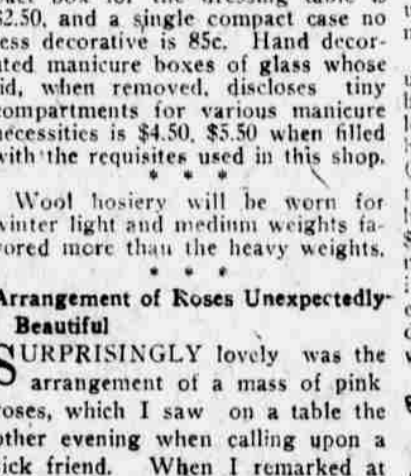 $2.50, and a single compact case no
less decorative is 85c. Hand decor-
ated manicure boxes of glass whose
lid, when removed, discloses tiny
compartments for various manicure
necessities is $4.50, $5.50 when filled
with the requisites used in this shop.
* * *
Wool hosiery will be worn for
winter light and medium weights fa-
vored more than the heavy weights.
* * *
Arrangement of Roses Unexpectedly
Beautiful
SURPRISINGLY lovely was the
arrangement of a mass of pink
roses, which I saw on a table the
other evening when calling upon a
sick friend. When I remarked at